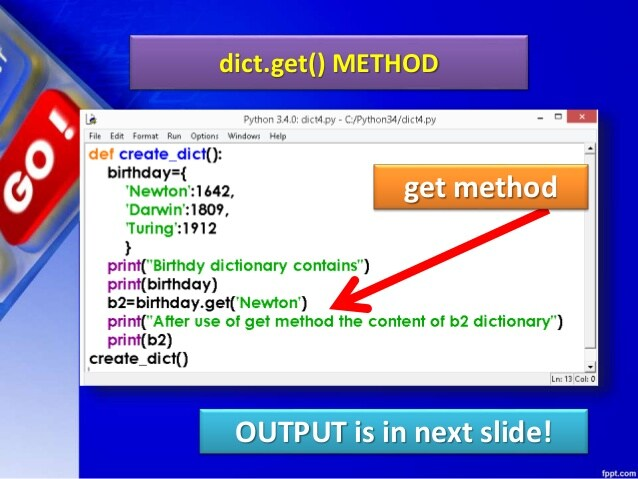 dict.get() METHOD
GO!
Python 3.4.0: dict4.py - C:/Python34/dict4.py
File Edit Format Run Options Windows Help
def create_dict():
birthday={
'Newton':1642,
'Darwin':1809,
'Turing':1912
}
print("Birthdy dictionary contains")
print(birthday)
b2=birthday.get('Newton')
print("After use of get method the content of b2 dictionary")
print(b2)
create_dict()
get method
Ln: 13 Col: 0
OUTPUT is in next slide!
fppt.com